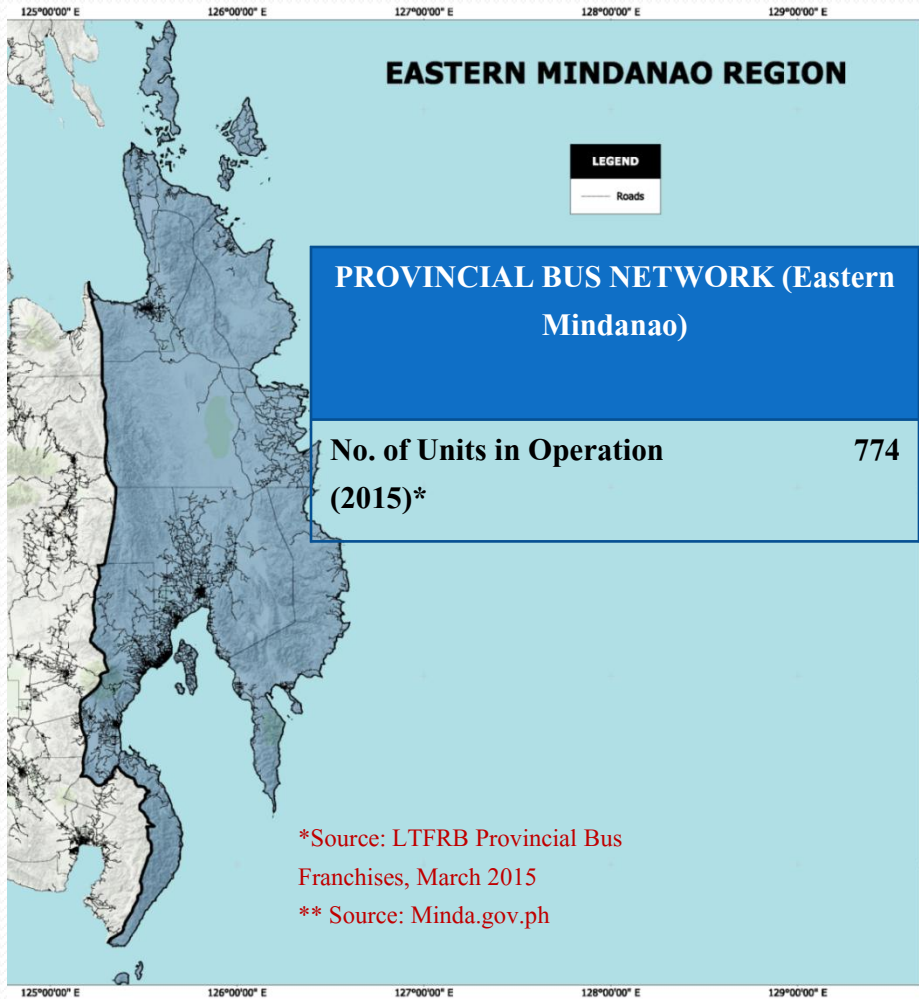 125°00'00" E 126°00'00" E 127°00'00" E 128°00'00" E 129°00'00" E
EASTERN MINDANAO REGION
LEGEND
Roads
PROVINCIAL BUS NETWORK (Eastern
Mindanao)
No. of Units in Operation 774
(2015)*
*Source: LTFRB Provincial Bus
Franchises, March 2015
** Source: Minda.gov.ph
125°00'00" E 126°00'00" E 127°00'00" E 128°00'00" E 129°00'00" E